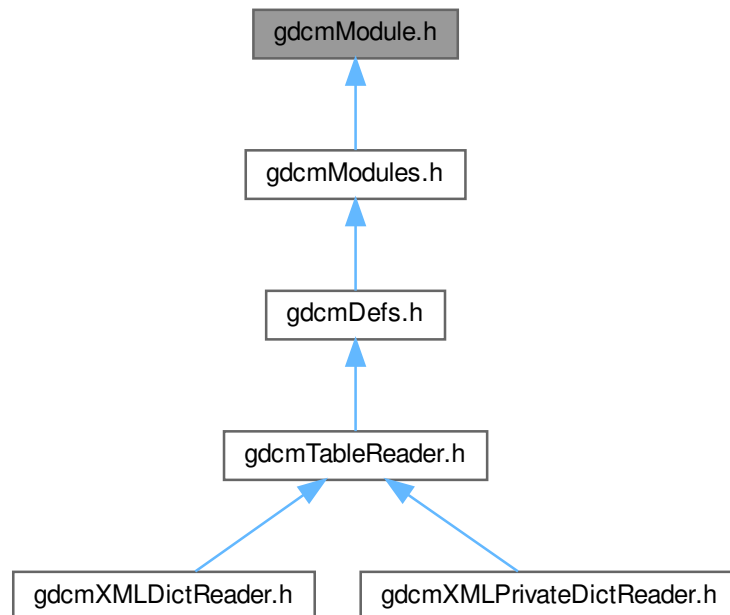 gdcmModule.h
gdcmModules.h
gdcmDefs.h
gdcmTableReader.h
gdcmXMLDictReader.h
gdcmXMLPrivateDictReader.h